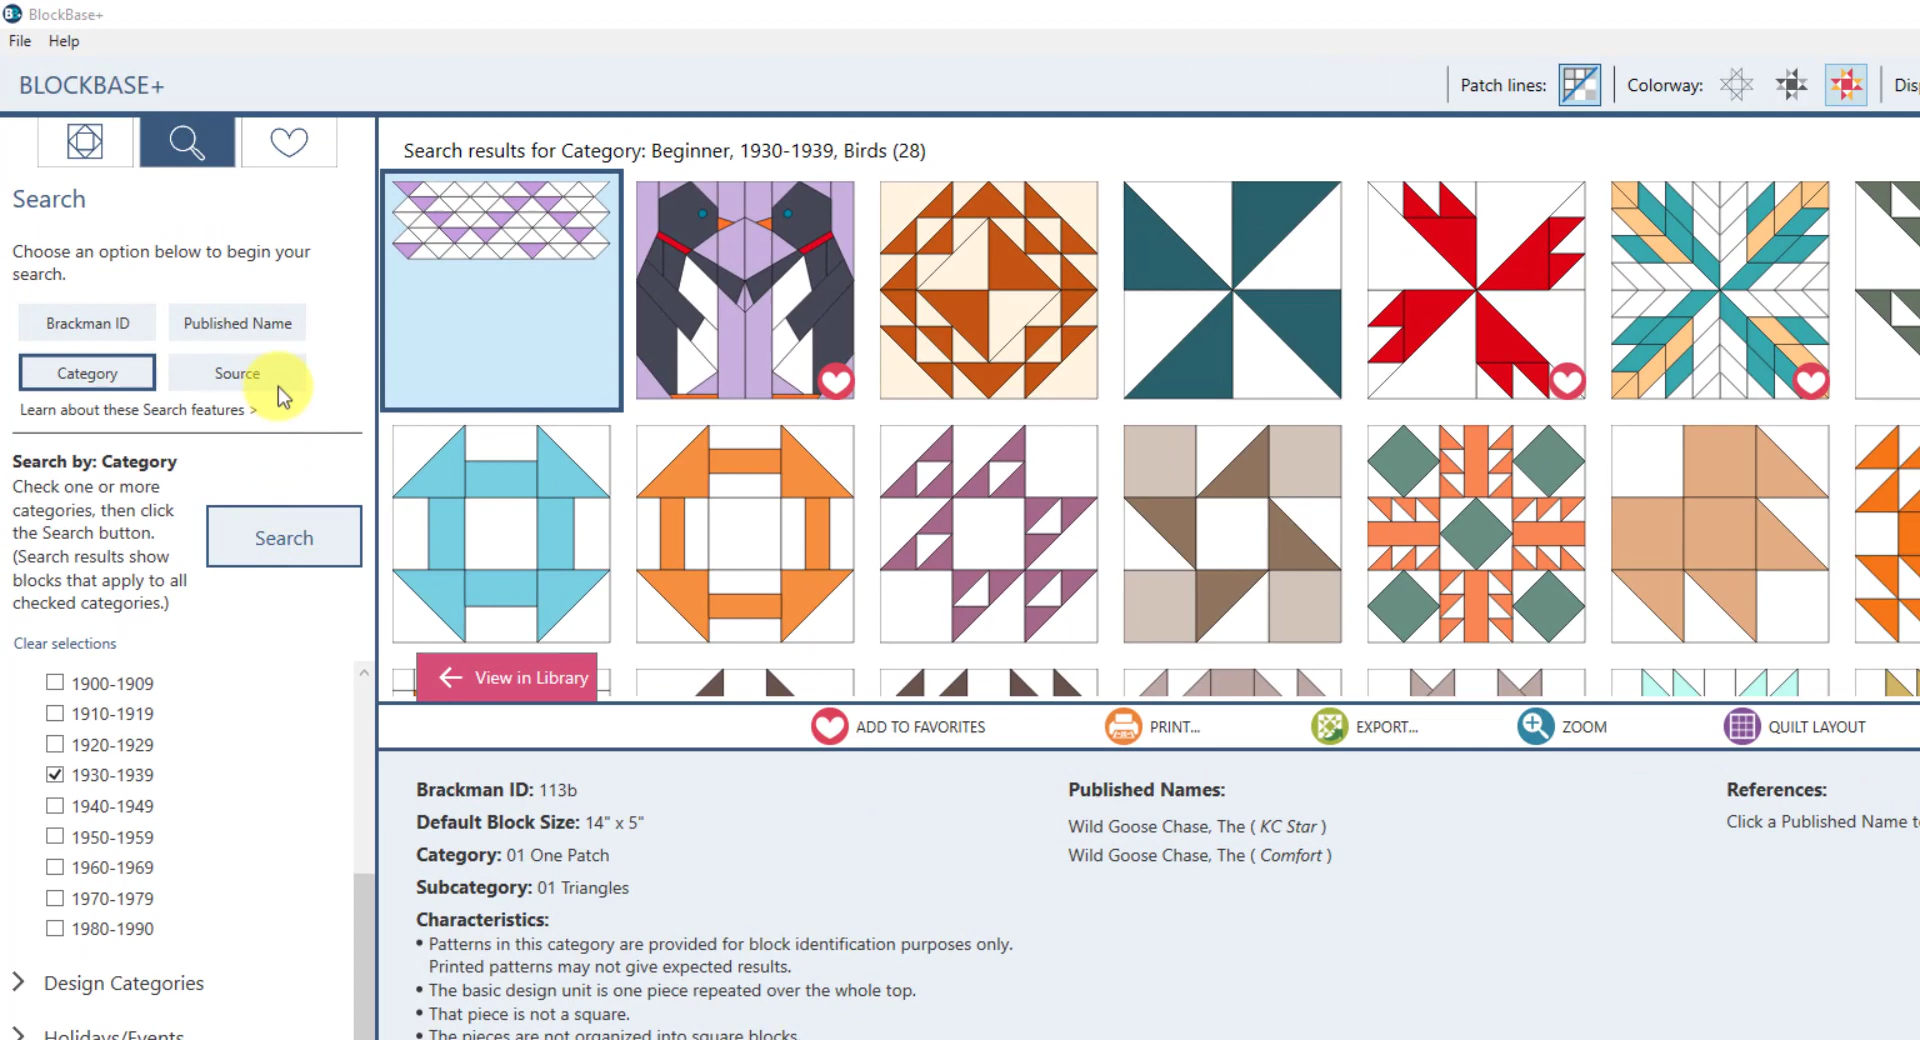 BlockBase+
File Help
BLOCKBASE+
Patch lines:
Colorway:
Search results for Category: Beginner, 1930-1939, Birds (28)
Search
Choose an option below to begin your
search.
Brackman ID
Published Name
Category
Source
Learn about these Search features >
Search by: Category
Check one or more
categories, then click
the Search button.
(Search results show
blocks that apply to all
checked categories.)
Search
Clear selections
1900-1909
1910-1919
1920-1929
1930-1939
1940-1949
1950-1959
1960-1969
1970-1979
1980-1990
Design Categories
Holidays/Events
View in Library
ADD TO FAVORITES
PRINT...
EXPORT...
ZOOM
QUILT LAYOUT
Brackman ID: 113b
Default Block Size: 14" x 5"
Category: 01 One Patch
Subcategory: 01 Triangles
Characteristics:
• Patterns in this category are provided for block identification purposes only.
Printed patterns may not give expected results.
• The basic design unit is one piece repeated over the whole top.
• That piece is not a square.
• The pieces are not organized into square blocks.
Published Names:
Wild Goose Chase, The ( KC Star )
Wild Goose Chase, The ( Comfort )
References:
Click a Published Name